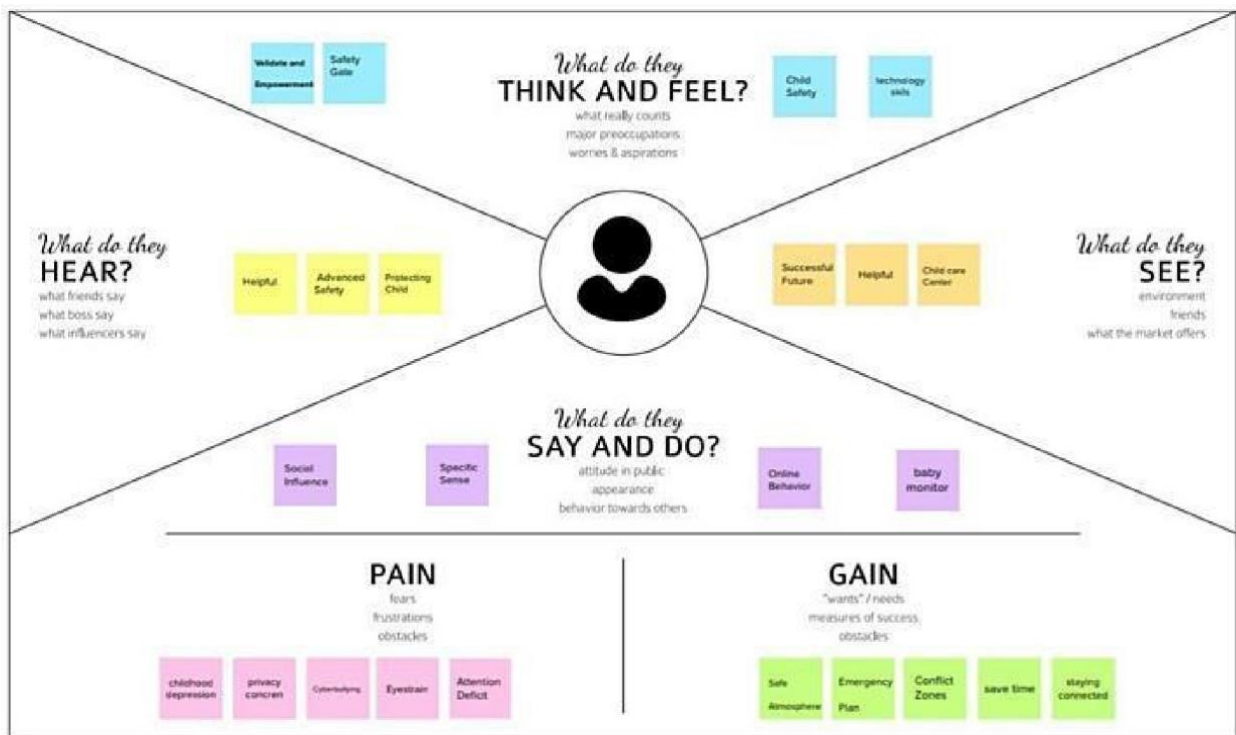 What do they
THINK AND FEEL?
what really counts
major preoccupations
worries & aspirations
Validate and
Empowerment
Safety
Gate
Child
Safety
technology
skils
What do they
HEAR?
what friends say
what boss say
what influencers say
Helpful
Advanced
Safety
Protecting
Child
Successful
Future
Helpful
Child care
Center
What do they
SEE?
environment
friends
what the market offers
What do they
SAY AND DO?
attitude in public
appearance
behavior towards others
Social
Influence
Specific
Sense
Online
Behavior
baby
monitor
PAIN
fears
frustrations
obstacles
childhood
depression
privacy
concren
Cyberbullying
Eyestrain
Attention
Deficit
GAIN
"wants" / needs
measures of success
obstacles
Safe
Atmosphere
Emergency
Plan
Conflict
Zones
save time
staying
connected